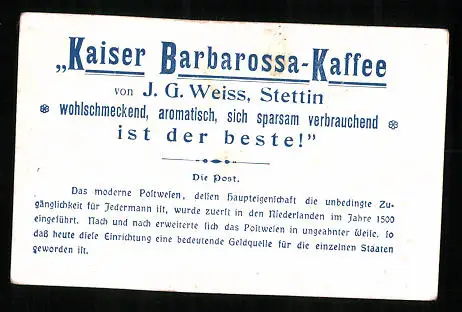 „Kaiser Barbarossa-Kaffee
von J. G. Weiss, Stettin
wohlschmeckend, aromatisch, sich sparsam verbrauchend
ist der beste!”
Die Post.
Das moderne Postwesen, dessen Haupteigenschaft die unbedingte Zu-
gänglichkeit für Jedermann ist, wurde zuerst in den Niederlanden im Jahre 1500
eingeführt. Nach und nach erweiterte sich das Postwesen in ungeahnter Weise, so
daß heute diese Einrichtung eine bedeutende Geldquelle für die einzelnen Staaten
geworden ist.